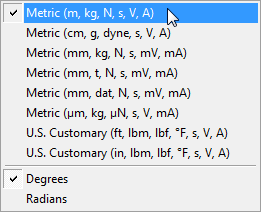 Metric (m, kg, N, s, V, A)
Metric (cm, g, dyne, s, V, A)
Metric (mm, kg, N, s, mV, mA)
Metric (mm, t, N, s, mV, mA)
Metric (mm, dat, N, s, mV, mA)
Metric (µm, kg, µN, s, V, mA)
U.S. Customary (ft, lbm, lbf, °F, s, V, A)
U.S. Customary (in, lbm, lbf, °F, s, V, A)
Degrees
Radians